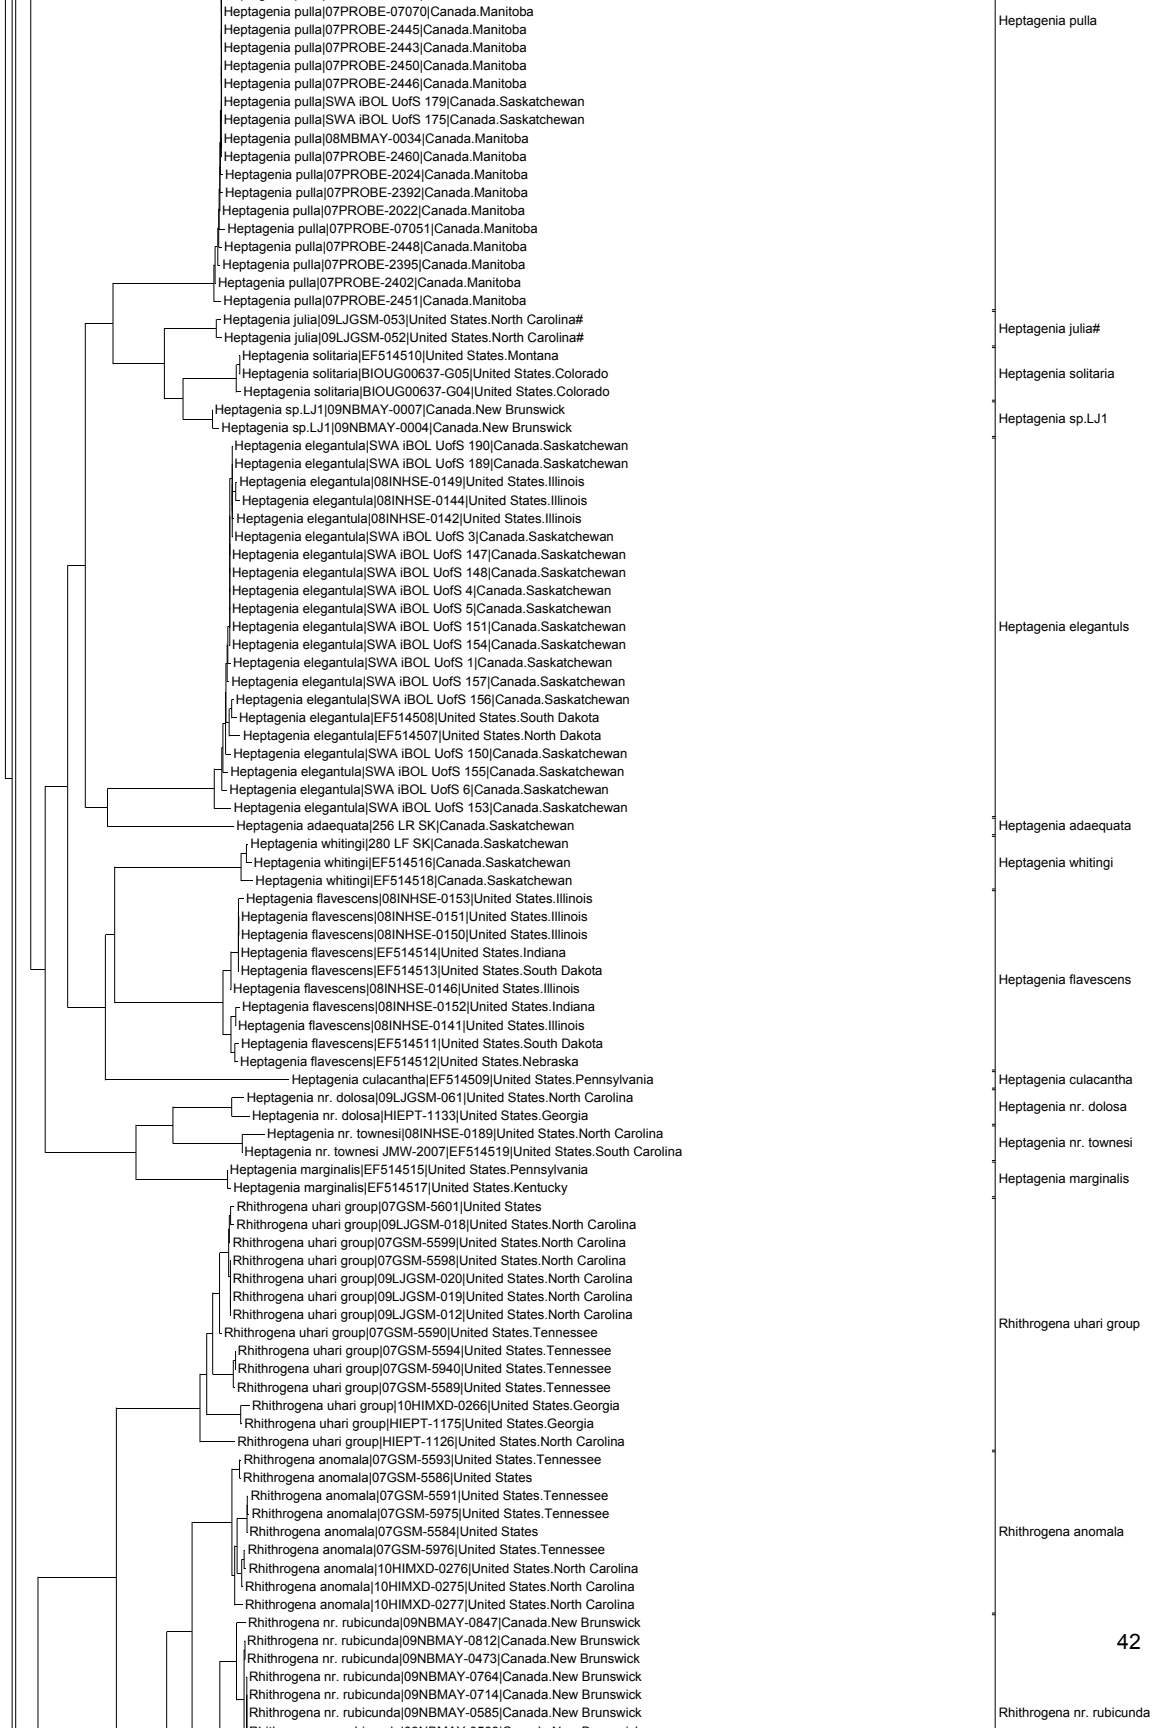 Heptagenia pulla|07PROBE-07070|Canada.Manitoba
Heptagenia pulla
Heptagenia pulla|07PROBE-2445|Canada.Manitoba
Heptagenia pulla|07PROBE-2443|Canada.Manitoba
Heptagenia pulla|07PROBE-2450|Canada.Manitoba
Heptagenia pulla|07PROBE-2446|Canada.Manitoba
Heptagenia pulla|SWA iBOL UofS 179|Canada.Saskatchewan
Heptagenia pulla|SWA iBOL UofS 175|Canada.Saskatchewan
Heptagenia pulla|08MBMAY-0034|Canada.Manitoba
Heptagenia pulla|07PROBE-2460|Canada.Manitoba
Heptagenia pulla|07PROBE-2024|Canada.Manitoba
Heptagenia pulla|07PROBE-2392|Canada.Manitoba
Heptagenia pulla|07PROBE-2022|Canada.Manitoba
Heptagenia pulla|07PROBE-07051|Canada.Manitoba
Heptagenia pulla|07PROBE-2448|Canada.Manitoba
Heptagenia pulla|07PROBE-2395|Canada.Manitoba
Heptagenia pulla|07PROBE-2402|Canada.Manitoba
Heptagenia pulla|07PROBE-2451|Canada.Manitoba
Heptagenia julia|09LJGSM-053|United States.North Carolina#
Heptagenia julia#
Heptagenia julia|09LJGSM-052|United States.North Carolina#
Heptagenia solitaria|EF514510|United States.Montana
Heptagenia solitaria|BIOUG00637-G05|United States.Colorado
Heptagenia solitaria
Heptagenia solitaria|BIOUG00637-G04|United States.Colorado
Heptagenia sp.LJ1|09NBMAY-0007|Canada.New Brunswick
Heptagenia sp.LJ1
Heptagenia sp.LJ1|09NBMAY-0004|Canada.New Brunswick
Heptagenia elegantula|SWA iBOL UofS 190|Canada.Saskatchewan
Heptagenia elegantula|SWA iBOL UofS 189|Canada.Saskatchewan
Heptagenia elegantula|08INHSE-0149|United States.Illinois
Heptagenia elegantula|08INHSE-0144|United States.Illinois
Heptagenia elegantula|08INHSE-0142|United States.Illinois
Heptagenia elegantula|SWA iBOL UofS 3|Canada.Saskatchewan
Heptagenia elegantula|SWA iBOL UofS 147|Canada.Saskatchewan
Heptagenia elegantula|SWA iBOL UofS 148|Canada.Saskatchewan
Heptagenia elegantula|SWA iBOL UofS 4|Canada.Saskatchewan
Heptagenia elegantula|SWA iBOL UofS 5|Canada.Saskatchewan
Heptagenia elegantula|SWA iBOL UofS 151|Canada.Saskatchewan
Heptagenia elegantuls
Heptagenia elegantula|SWA iBOL UofS 154|Canada.Saskatchewan
Heptagenia elegantula|SWA iBOL UofS 1|Canada.Saskatchewan
Heptagenia elegantula|SWA iBOL UofS 157|Canada.Saskatchewan
Heptagenia elegantula|SWA iBOL UofS 156|Canada.Saskatchewan
Heptagenia elegantula|EF514508|United States.South Dakota
Heptagenia elegantula|EF514507|United States.North Dakota
Heptagenia elegantula|SWA iBOL UofS 150|Canada.Saskatchewan
Heptagenia elegantula|SWA iBOL UofS 155|Canada.Saskatchewan
Heptagenia elegantula|SWA iBOL UofS 6|Canada.Saskatchewan
Heptagenia elegantula|SWA iBOL UofS 153|Canada.Saskatchewan
Heptagenia adaequata|256 LR SK|Canada.Saskatchewan
Heptagenia adaequata
Heptagenia whitingi|280 LF SK|Canada.Saskatchewan
Heptagenia whitingi|EF514516|Canada.Saskatchewan
Heptagenia whitingi
Heptagenia whitingi|EF514518|Canada.Saskatchewan
Heptagenia flavescens|08INHSE-0153|United States.Illinois
Heptagenia flavescens|08INHSE-0151|United States.Illinois
Heptagenia flavescens|08INHSE-0150|United States.Illinois
Heptagenia flavescens|EF514514|United States.Indiana
Heptagenia flavescens|EF514513|United States.South Dakota
Heptagenia flavescens
Heptagenia flavescens|08INHSE-0146|United States.Illinois
Heptagenia flavescens|08INHSE-0152|United States.Indiana
Heptagenia flavescens|08INHSE-0141|United States.Illinois
Heptagenia flavescens|EF514511|United States.South Dakota
Heptagenia flavescens|EF514512|United States.Nebraska
Heptagenia culacantha|EF514509|United States.Pennsylvania
Heptagenia culacantha
Heptagenia nr. dolosa|09LJGSM-061|United States.North Carolina
Heptagenia nr. dolosa
Heptagenia nr. dolosa|HIEPT-1133|United States.Georgia
Heptagenia nr. townesi|08INHSE-0189|United States.North Carolina
Heptagenia nr. townesi
Heptagenia nr. townesi JMW-2007|EF514519|United States.South Carolina
Heptagenia marginalis|EF514515|United States.Pennsylvania
Heptagenia marginalis
Heptagenia marginalis|EF514517|United States.Kentucky
Rhithrogena uhari group|07GSM-5601|United States
Rhithrogena uhari group|09LJGSM-018|United States.North Carolina
Rhithrogena uhari group|07GSM-5599|United States.North Carolina
Rhithrogena uhari group|07GSM-5598|United States.North Carolina
Rhithrogena uhari group|09LJGSM-020|United States.North Carolina
Rhithrogena uhari group|09LJGSM-019|United States.North Carolina
Rhithrogena uhari group|09LJGSM-012|United States.North Carolina
Rhithrogena uhari group
Rhithrogena uhari group|07GSM-5590|United States.Tennessee
Rhithrogena uhari group|07GSM-5594|United States.Tennessee
Rhithrogena uhari group|07GSM-5940|United States.Tennessee
Rhithrogena uhari group|07GSM-5589|United States.Tennessee
Rhithrogena uhari group|10HIMXD-0266|United States.Georgia
Rhithrogena uhari group|HIEPT-1175|United States.Georgia
Rhithrogena uhari group|HIEPT-1126|United States.North Carolina
Rhithrogena anomala|07GSM-5593|United States.Tennessee
Rhithrogena anomala|07GSM-5586|United States
Rhithrogena anomala|07GSM-5591|United States.Tennessee
Rhithrogena anomala|07GSM-5975|United States.Tennessee
Rhithrogena anomala|07GSM-5584|United States
Rhithrogena anomala
Rhithrogena anomala|07GSM-5976|United States.Tennessee
Rhithrogena anomala|10HIMXD-0276|United States.North Carolina
Rhithrogena anomala|10HIMXD-0275|United States.North Carolina
Rhithrogena anomala|10HIMXD-0277|United States.North Carolina
Rhithrogena nr. rubicunda|09NBMAY-0847|Canada.New Brunswick
Rhithrogena nr. rubicunda|09NBMAY-0812|Canada.New Brunswick
42
Rhithrogena nr. rubicunda|09NBMAY-0473|Canada.New Brunswick
Rhithrogena nr. rubicunda|09NBMAY-0764|Canada.New Brunswick
Rhithrogena nr. rubicunda|09NBMAY-0714|Canada.New Brunswick
Rhithrogena nr. rubicunda|09NBMAY-0585|Canada.New Brunswick
Rhithrogena nr. rubicunda